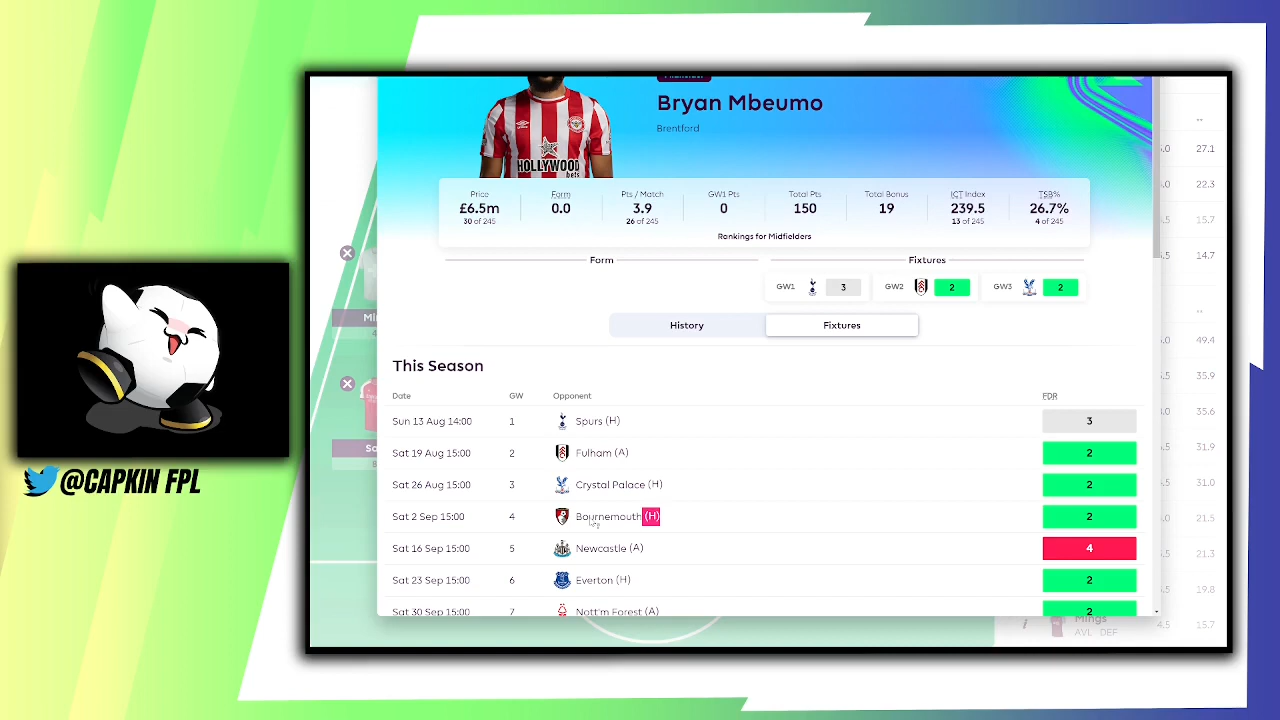 Bryan Mbeumo
Brentford
HOLLYWOOD
bets
Price Form Pts / Match GW1 Pts Total Pts Total Bonus ICT Index TSB%
£6.5m 0.0 3.9 0 150 19 239.5 26.7%
30 of 245 26 of 245 13 of 245 4 of 245
Rankings for Midfielders
Form Fixtures
GW1 3 GW2 2 GW3 2
History Fixtures
This Season
Date GW Opponent FDR
Sun 13 Aug 14:00 1 Spurs (H) 3
Sat 19 Aug 15:00 2 Fulham (A) 2
Sat 26 Aug 15:00 3 Crystal Palace (H) 2
Sat 2 Sep 15:00 4 Bournemouth (H) 2
Sat 16 Sep 15:00 5 Newcastle (A) 4
Sat 23 Sep 15:00 6 Everton (H) 2
Sat 30 Sep 15:00 7 Nott'm Forest (A) 2
27.1
22.3
15.7
14.7
49.4
35.9
35.6
31.9
31.0
21.5
21.3
19.8
Mings 4.5 15.7
AVL DEF
@CAPKIN FPL